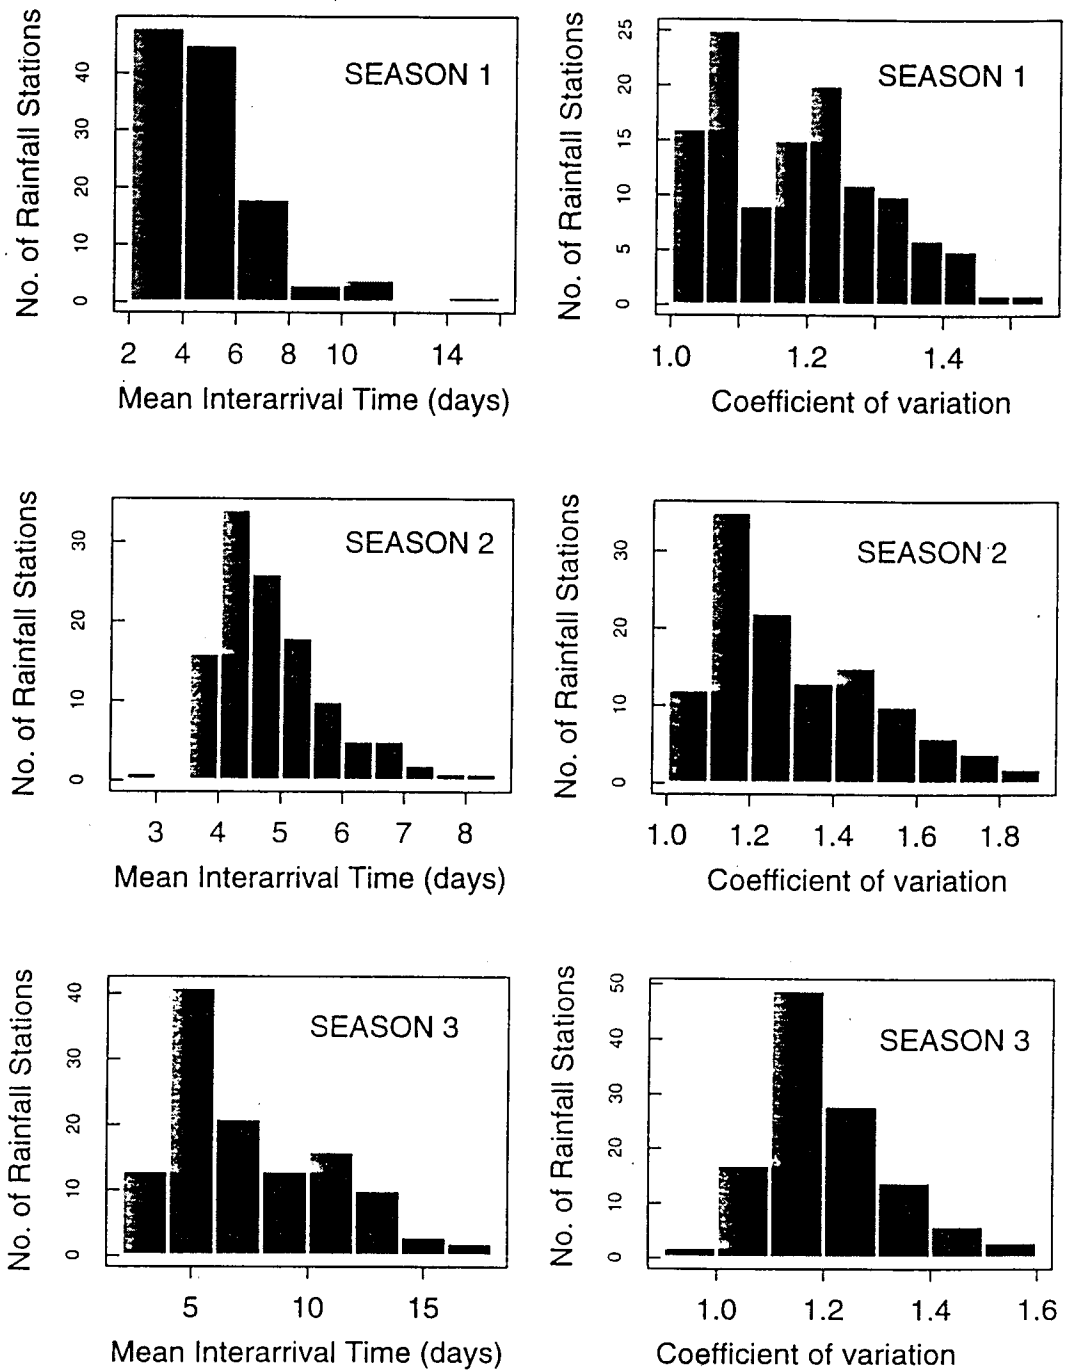 No. of Rainfall Stations
40
30
20
10
0
SEASON 1
2 4 6 8 10 14
Mean Interarrival Time (days)
No. of Rainfall Stations
25
20
15
10
5
0
SEASON 1
1.0 1.2 1.4
Coefficient of variation
No. of Rainfall Stations
30
20
10
0
SEASON 2
3 4 5 6 7 8
Mean Interarrival Time (days)
No. of Rainfall Stations
30
20
10
0
SEASON 2
1.0 1.2 1.4 1.6 1.8
Coefficient of variation
No. of Rainfall Stations
40
30
20
10
0
SEASON 3
5 10 15
Mean Interarrival Time (days)
No. of Rainfall Stations
50
40
30
20
10
0
SEASON 3
1.0 1.2 1.4 1.6
Coefficient of variation